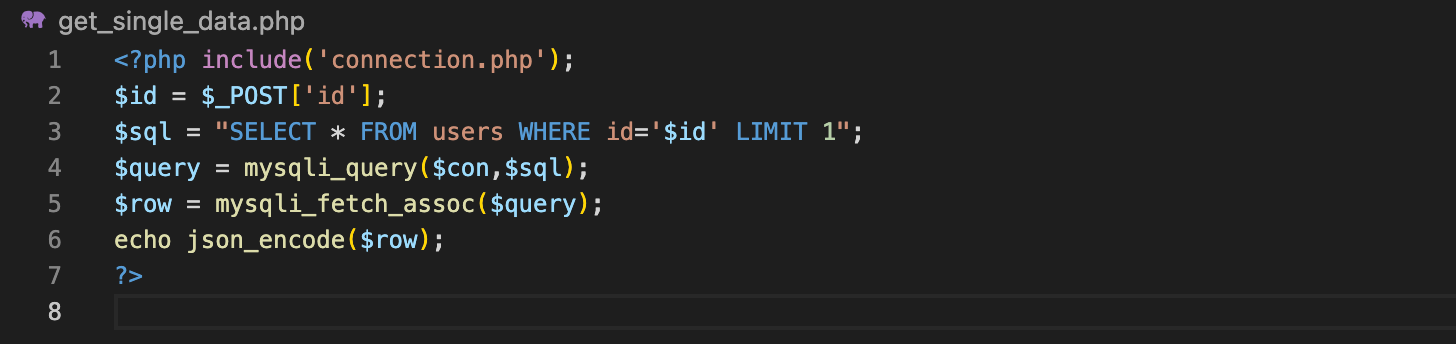 get_single_data.php
1 <?php include('connection.php');
2 $id = $_POST['id'];
3 $sql = "SELECT * FROM users WHERE id='$id' LIMIT 1";
4 $query = mysqli_query($con,$sql);
5 $row = mysqli_fetch_assoc($query);
6 echo json_encode($row);
7 ?>
8